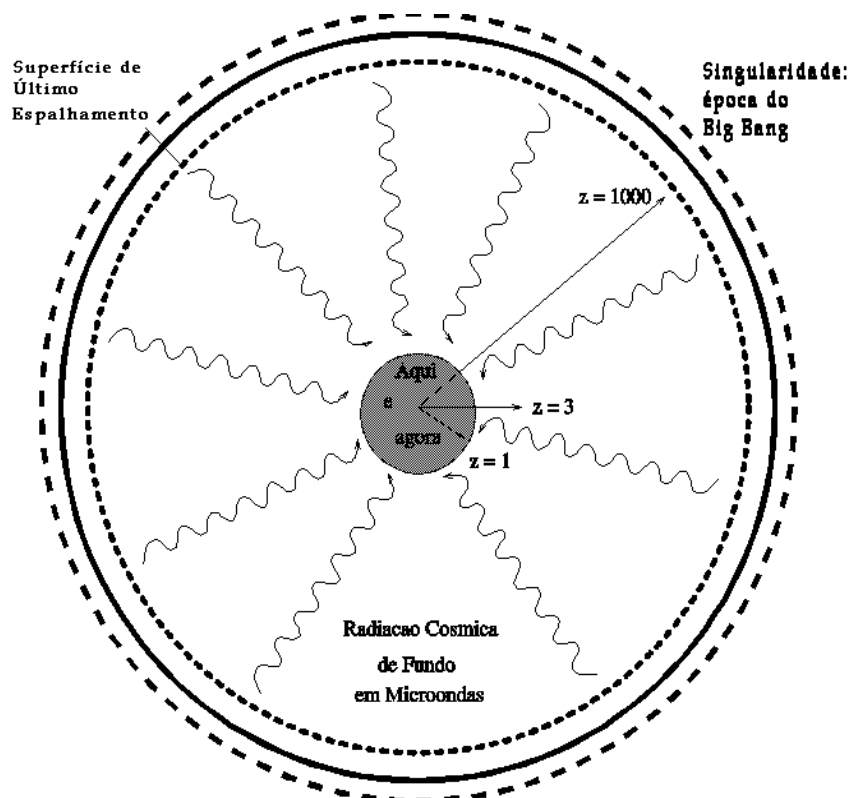 Superfície de
Último
Espalhamento
Singularidade:
época do
Big Bang
z = 1000
Aqui
e
agora
z = 3
z = 1
Radiacao Cosmica
de Fundo
em Microondas